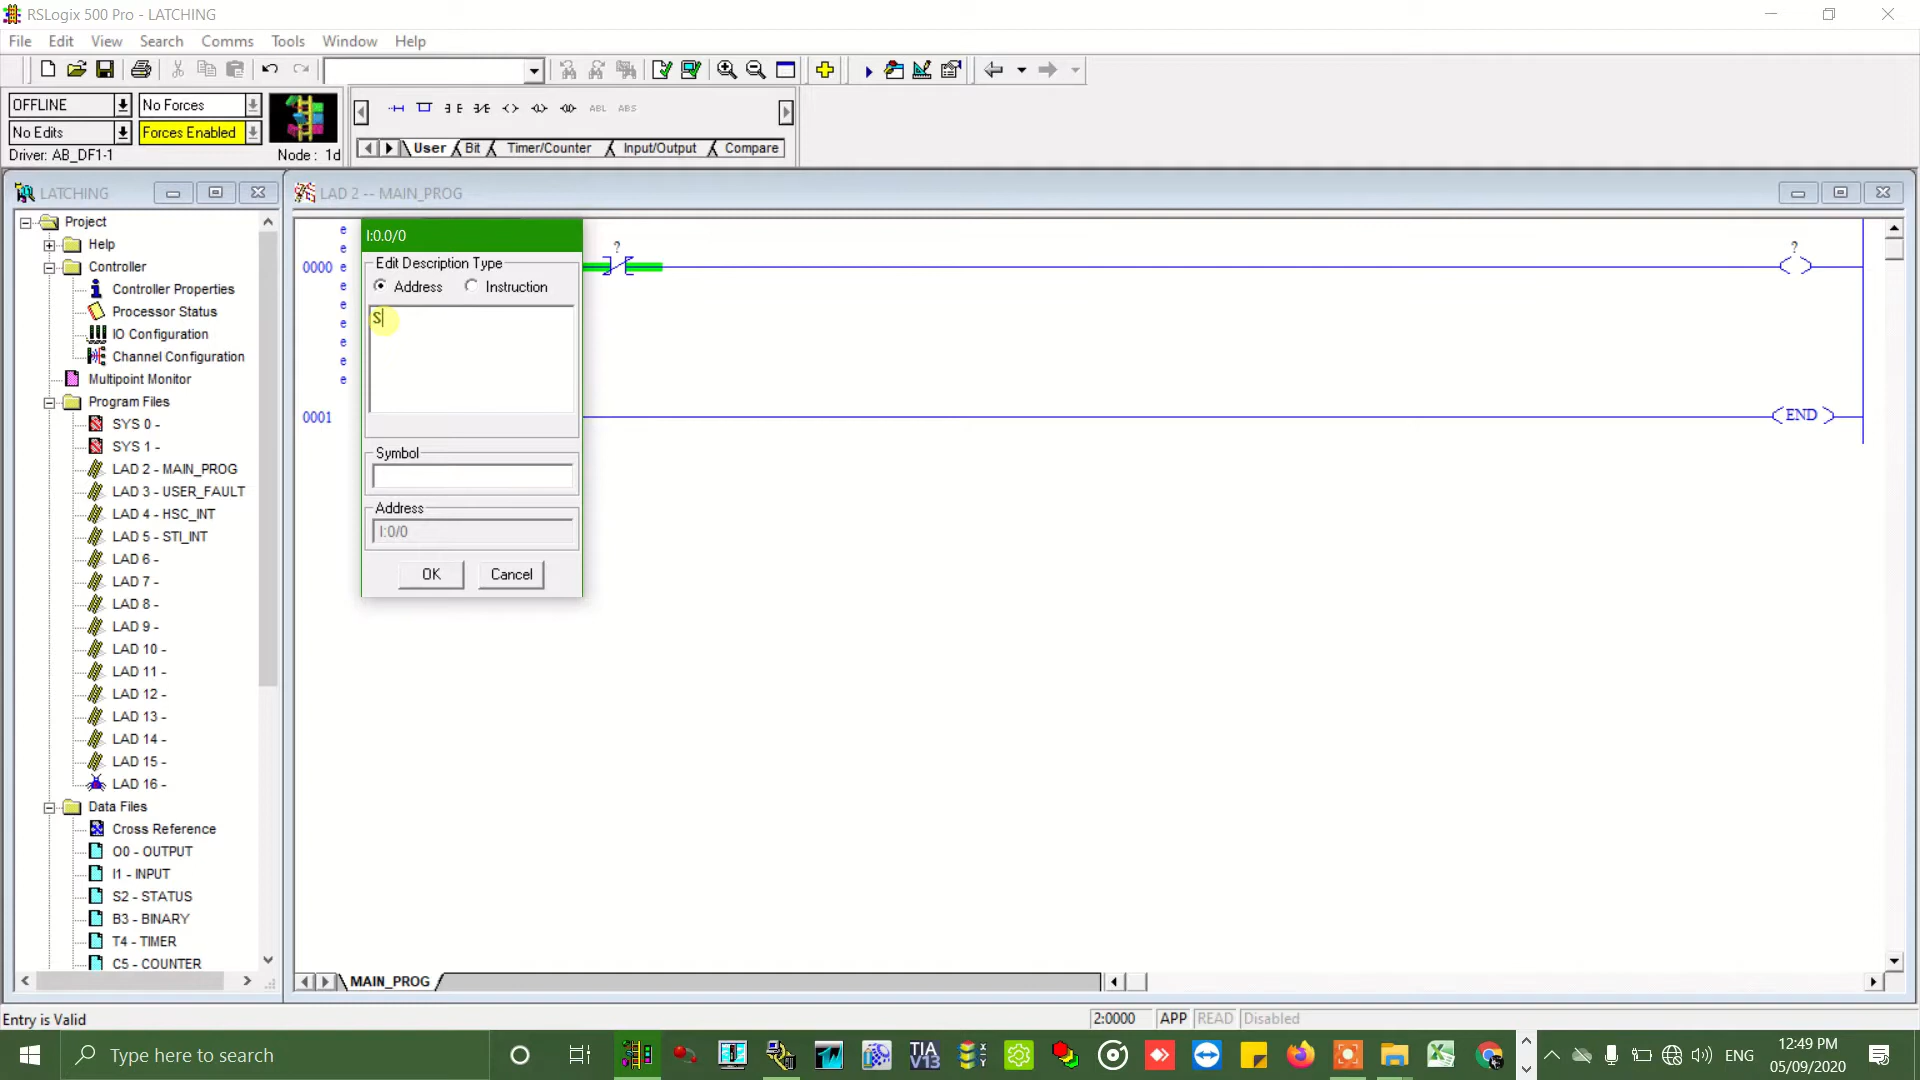 RSLogix 500 Pro - LATCHING
File Edit View Search Comms Tools Window Help
OFFLINE No Forces
No Edits Forces Enabled
Driver: AB_DF1-1 Node : 1d
ABL ABS
User Bit Timer/Counter Input/Output Compare
LATCHING
Project
Help
Controller
Controller Properties
Processor Status
IO Configuration
Channel Configuration
Multipoint Monitor
Program Files
SYS 0 -
SYS 1 -
LAD 2 - MAIN_PROG
LAD 3 - USER_FAULT
LAD 4 - HSC_INT
LAD 5 - STI_INT
LAD 6 -
LAD 7 -
LAD 8 -
LAD 9 -
LAD 10 -
LAD 11 -
LAD 12 -
LAD 13 -
LAD 14 -
LAD 15 -
LAD 16 -
Data Files
Cross Reference
O0 - OUTPUT
I1 - INPUT
S2 - STATUS
B3 - BINARY
T4 - TIMER
C5 - COUNTER
LAD 2 -- MAIN_PROG
e
e
0000 e
e
e
e
e
e
e
? ?
0001
END
I:0.0/0
Edit Description Type
Address Instruction
S
Symbol
Address
I:0/0
OK Cancel
MAIN_PROG
Entry is Valid
2:0000 APP READ Disabled
Type here to search
TIA
V13
X
Y
ENG
12:49 PM
05/09/2020